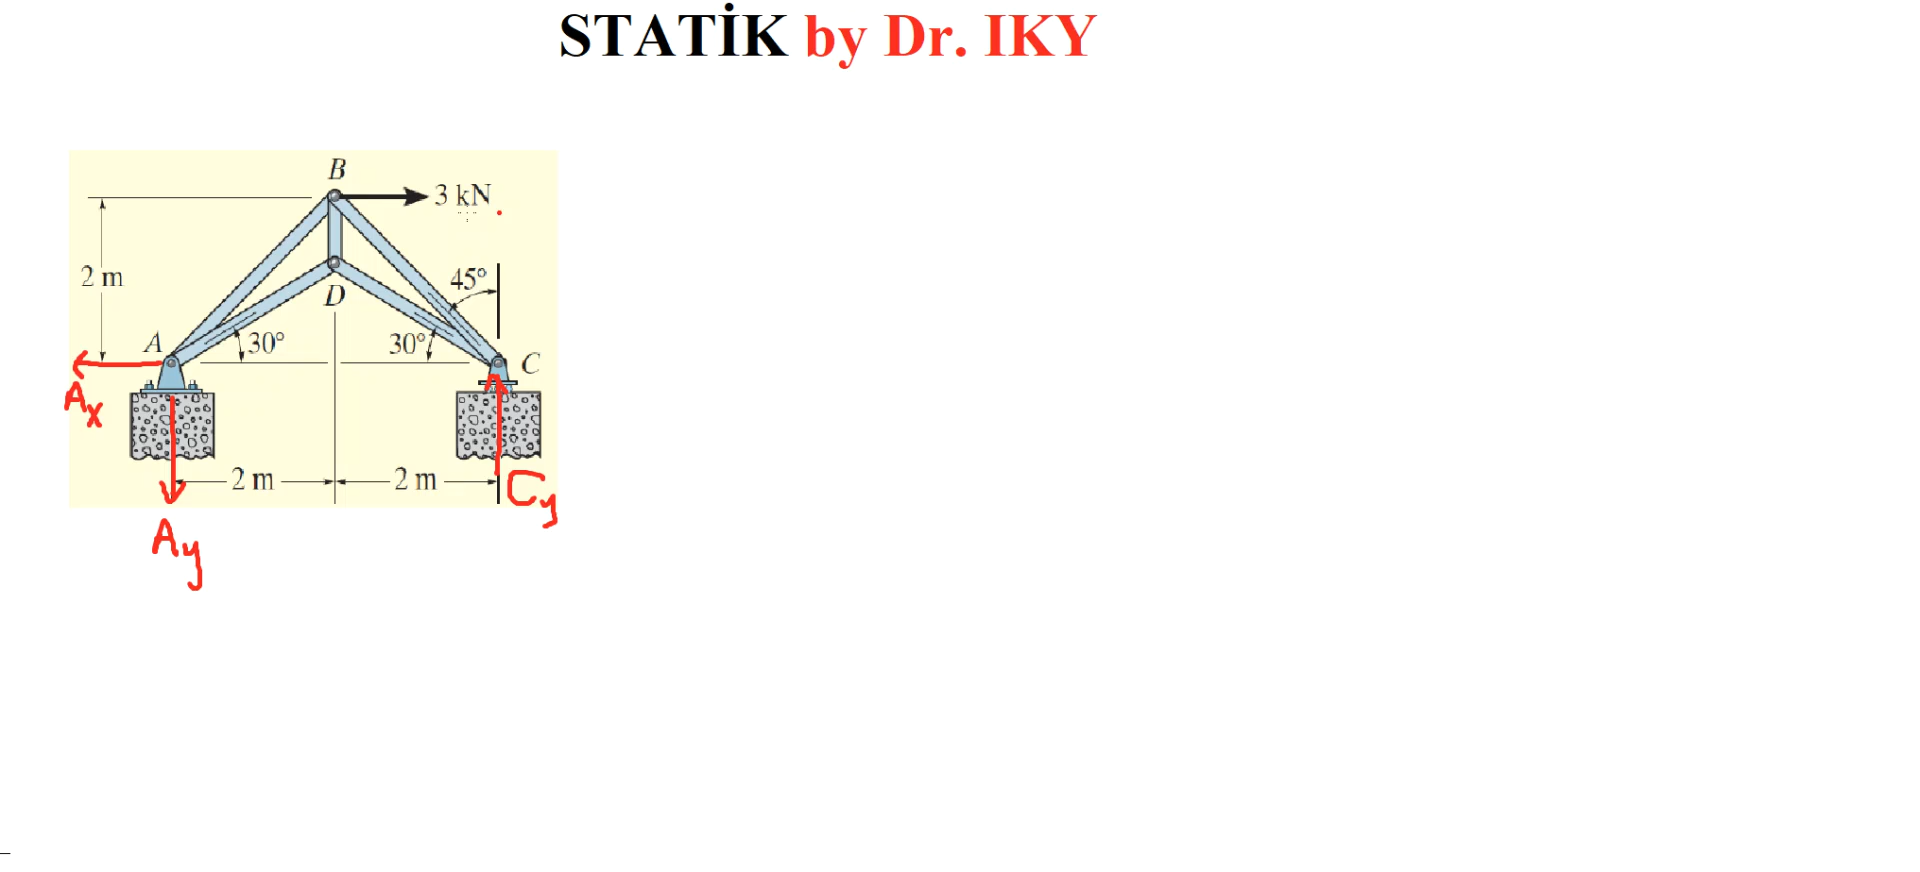 STATİK by Dr. IKY
B
3 kN
2 m
45°
D
A
30°
30°
C
Ax
2 m
2 m
Cy
Ay